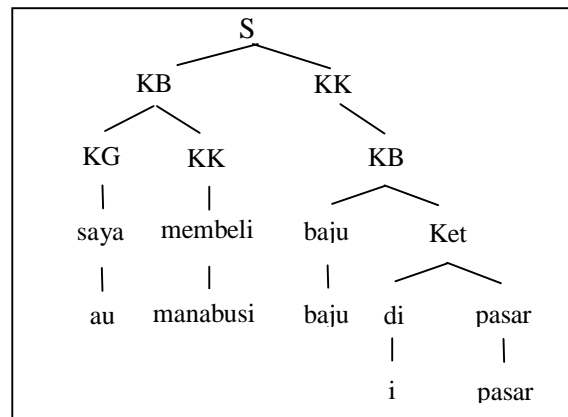 S
KB KK
KG KK KB
saya membeli baju Ket
au manabusi baju di pasar
i pasar